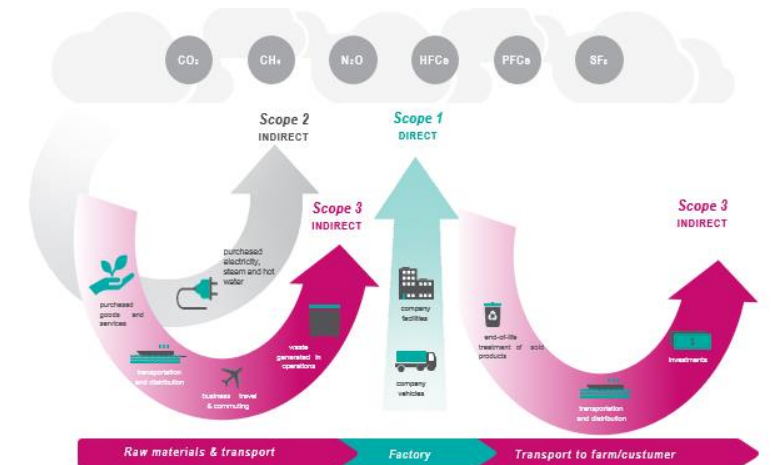 CO₂ CH₄ N₂O HFCs PFCs SF₆
Scope 2
INDIRECT
Scope 1
DIRECT
Scope 3
INDIRECT
Scope 3
INDIRECT
purchased
electricity,
steam and hot
water
purchased
goods and
services
transportation
and distribution
business travel
& commuting
waste
generated in
operations
company
facilities
company
vehicles
end-of-life
treatment of sold
products
transportation
and distribution
investments
Raw materials & transport
Factory
Transport to farm/custumer